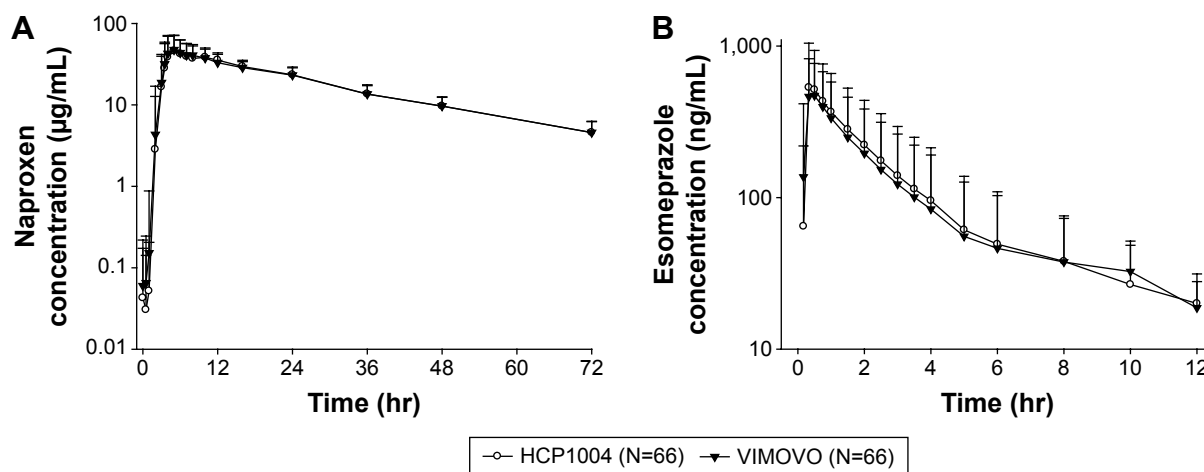 A
Naproxen
concentration (µg/mL)
100
10
1
0.1
0.01
0
12
24
36
48
60
72
Time (hr)
B
Esomeprazole
concentration (ng/mL)
1,000
100
10
0
2
4
6
8
10
12
Time (hr)
HCP1004 (N=66) VIMOVO (N=66)